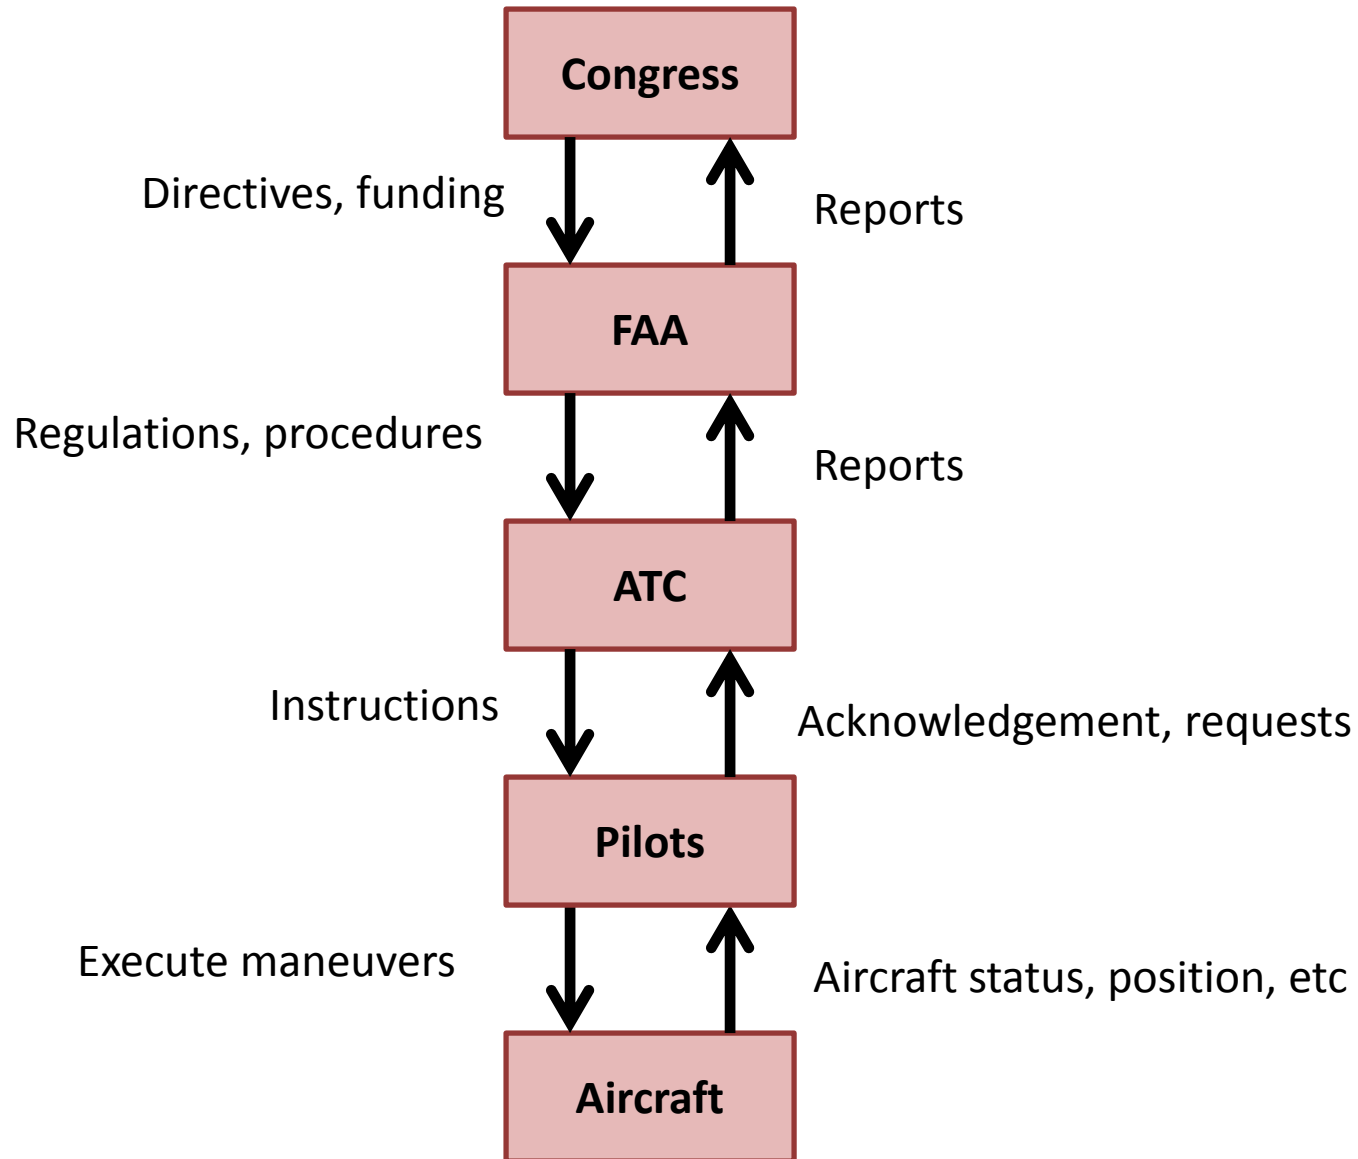 Congress
Directives, funding
Reports
FAA
Regulations, procedures
Reports
ATC
Instructions
Acknowledgement, requests
Pilots
Execute maneuvers
Aircraft status, position, etc
Aircraft